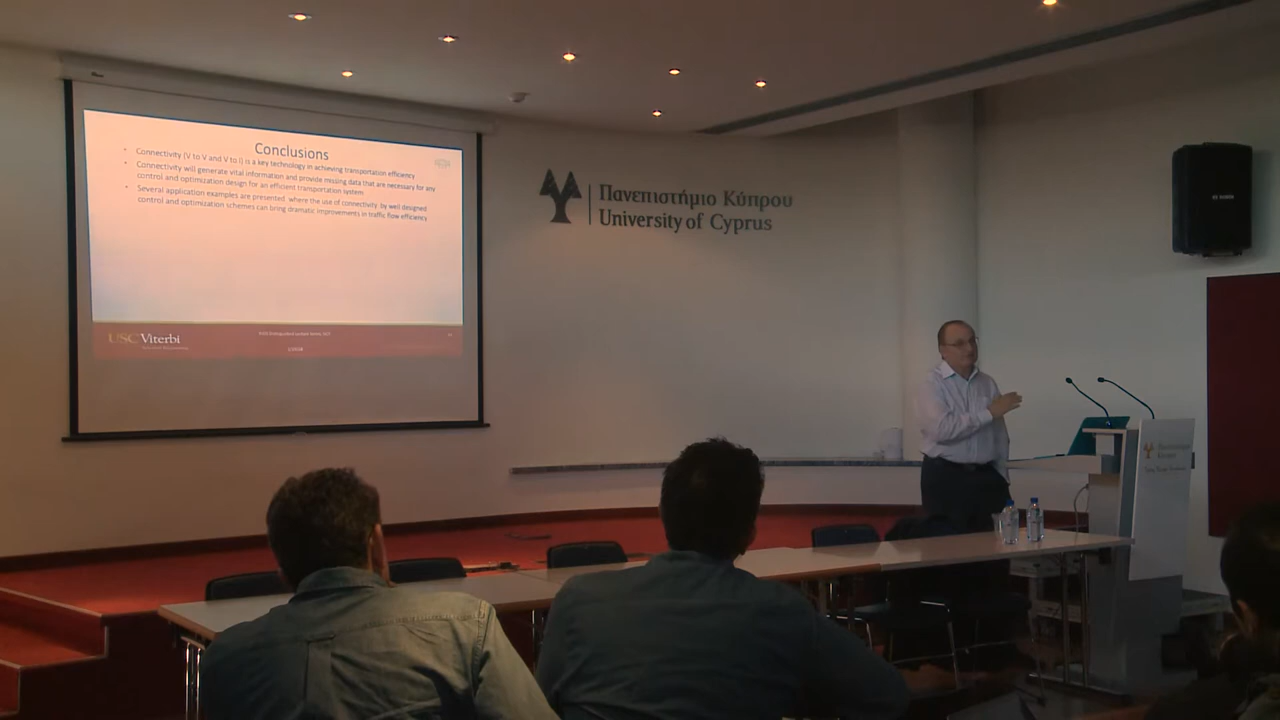 Conclusions
• Connectivity (V to V and V to I) is a key technology in achieving transportation efficiency
• Connectivity will generate vital information and provide missing data that are necessary for any
control and optimization design for an efficient transportation system
• Several application examples are presented where the use of connectivity by well designed
control and optimization schemes can bring dramatic improvements in traffic flow efficiency
USC Viterbi
Πανεπιστήμιο Κύπρου
University of Cyprus